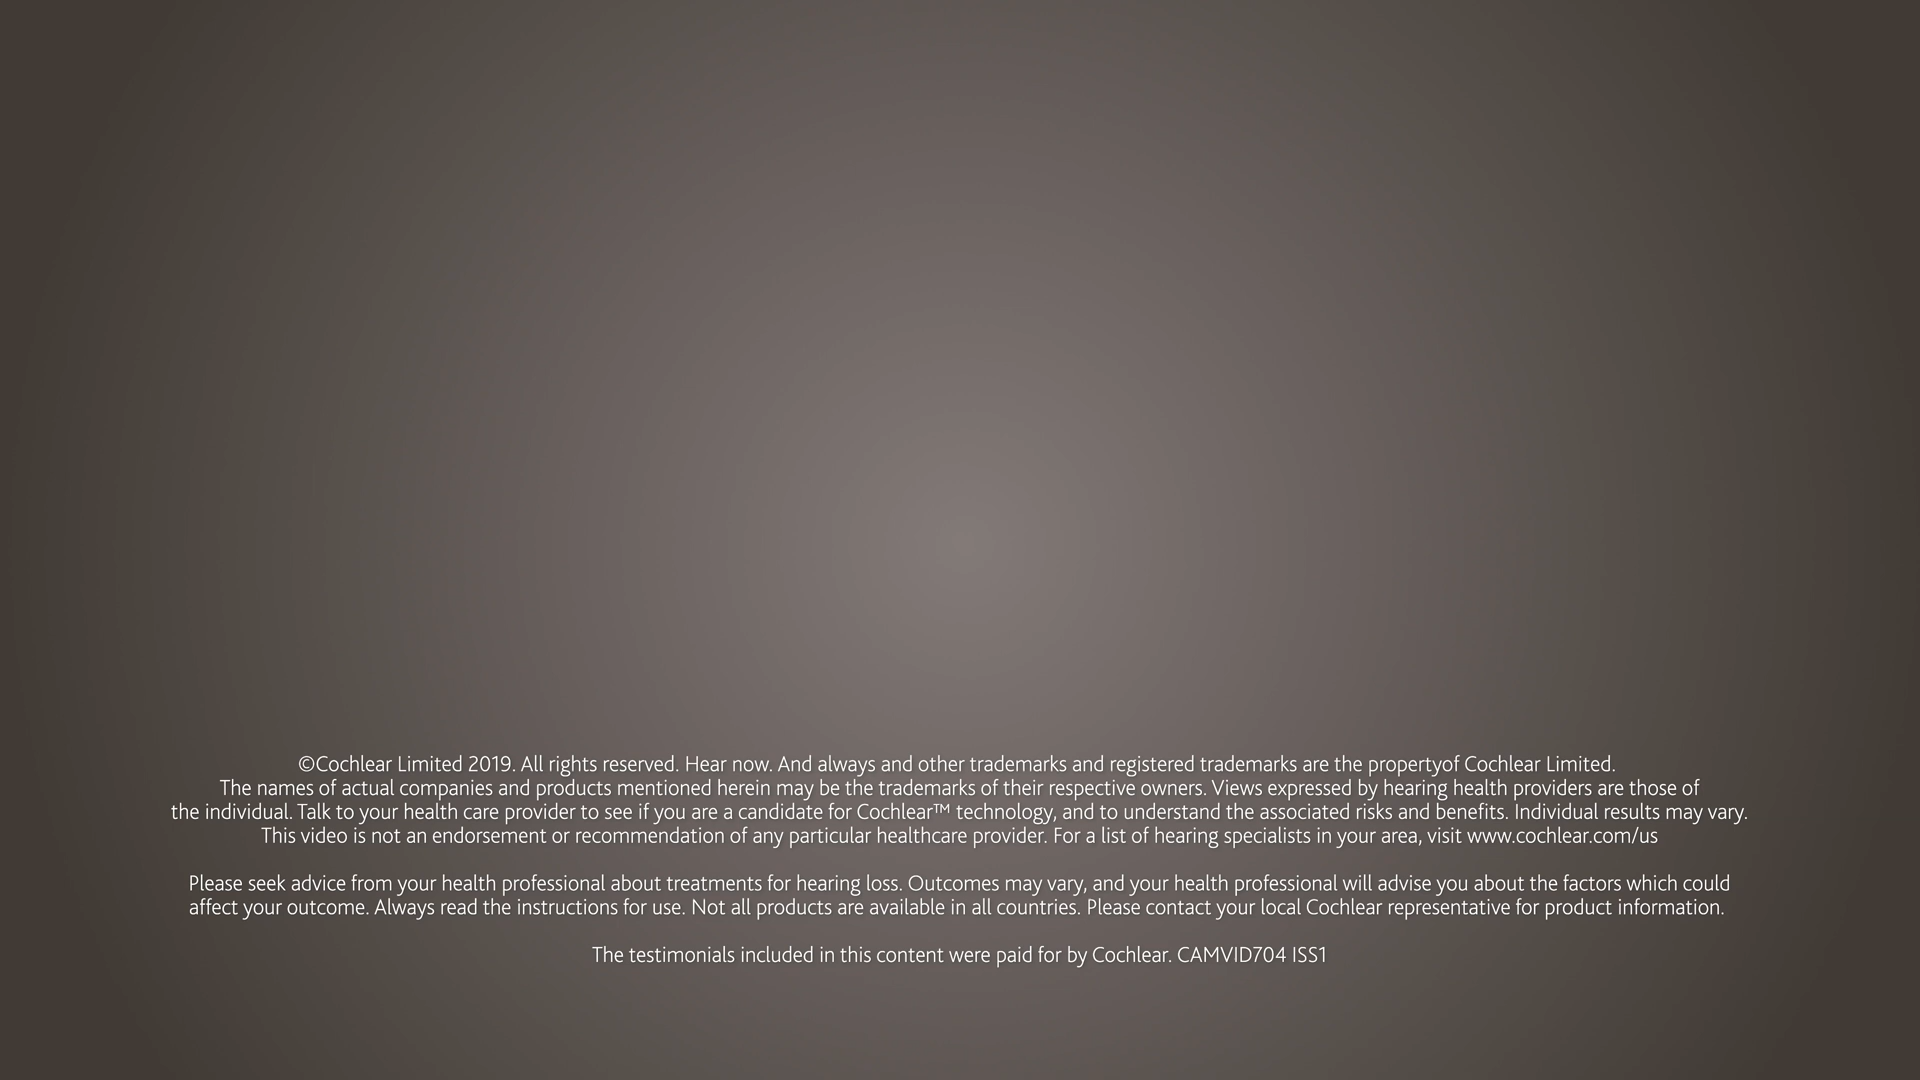 ©Cochlear Limited 2019. All rights reserved. Hear now. And always and other trademarks and registered trademarks are the propertyof Cochlear Limited.
The names of actual companies and products mentioned herein may be the trademarks of their respective owners. Views expressed by hearing health providers are those of
the individual. Talk to your health care provider to see if you are a candidate for Cochlear™ technology, and to understand the associated risks and benefits. Individual results may vary.
This video is not an endorsement or recommendation of any particular healthcare provider. For a list of hearing specialists in your area, visit www.cochlear.com/us
Please seek advice from your health professional about treatments for hearing loss. Outcomes may vary, and your health professional will advise you about the factors which could
affect your outcome. Always read the instructions for use. Not all products are available in all countries. Please contact your local Cochlear representative for product information.
The testimonials included in this content were paid for by Cochlear. CAMVID704 ISS1